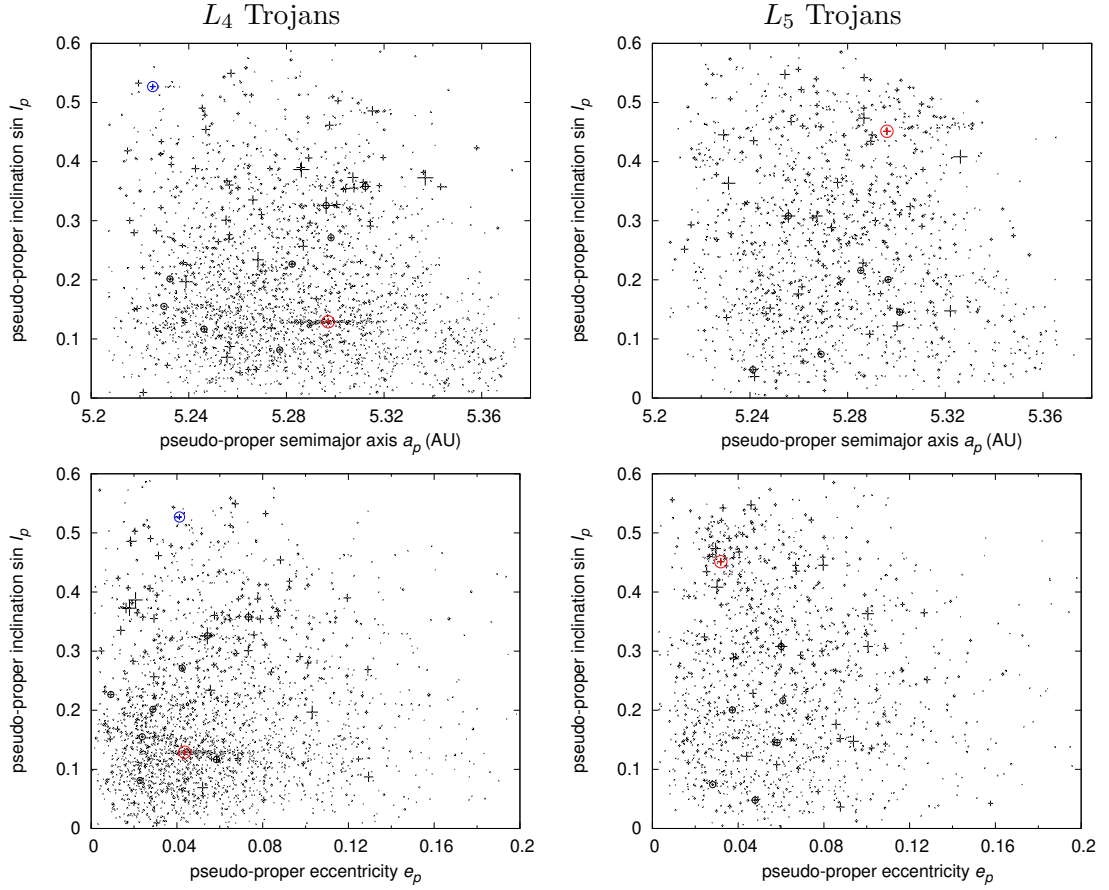 L4 Trojans
L5 Trojans
0.6
0.5
0.4
0.3
0.2
0.1
0
pseudo-proper inclination sin Ip
5.2 5.24 5.28 5.32 5.36
pseudo-proper semimajor axis ap (AU)
0.6
0.5
0.4
0.3
0.2
0.1
0
pseudo-proper inclination sin Ip
5.2 5.24 5.28 5.32 5.36
pseudo-proper semimajor axis ap (AU)
0.6
0.5
0.4
0.3
0.2
0.1
0
pseudo-proper inclination sin Ip
0 0.04 0.08 0.12 0.16 0.2
pseudo-proper eccentricity ep
0.6
0.5
0.4
0.3
0.2
0.1
0
pseudo-proper inclination sin Ip
0 0.04 0.08 0.12 0.16 0.2
pseudo-proper eccentricity ep